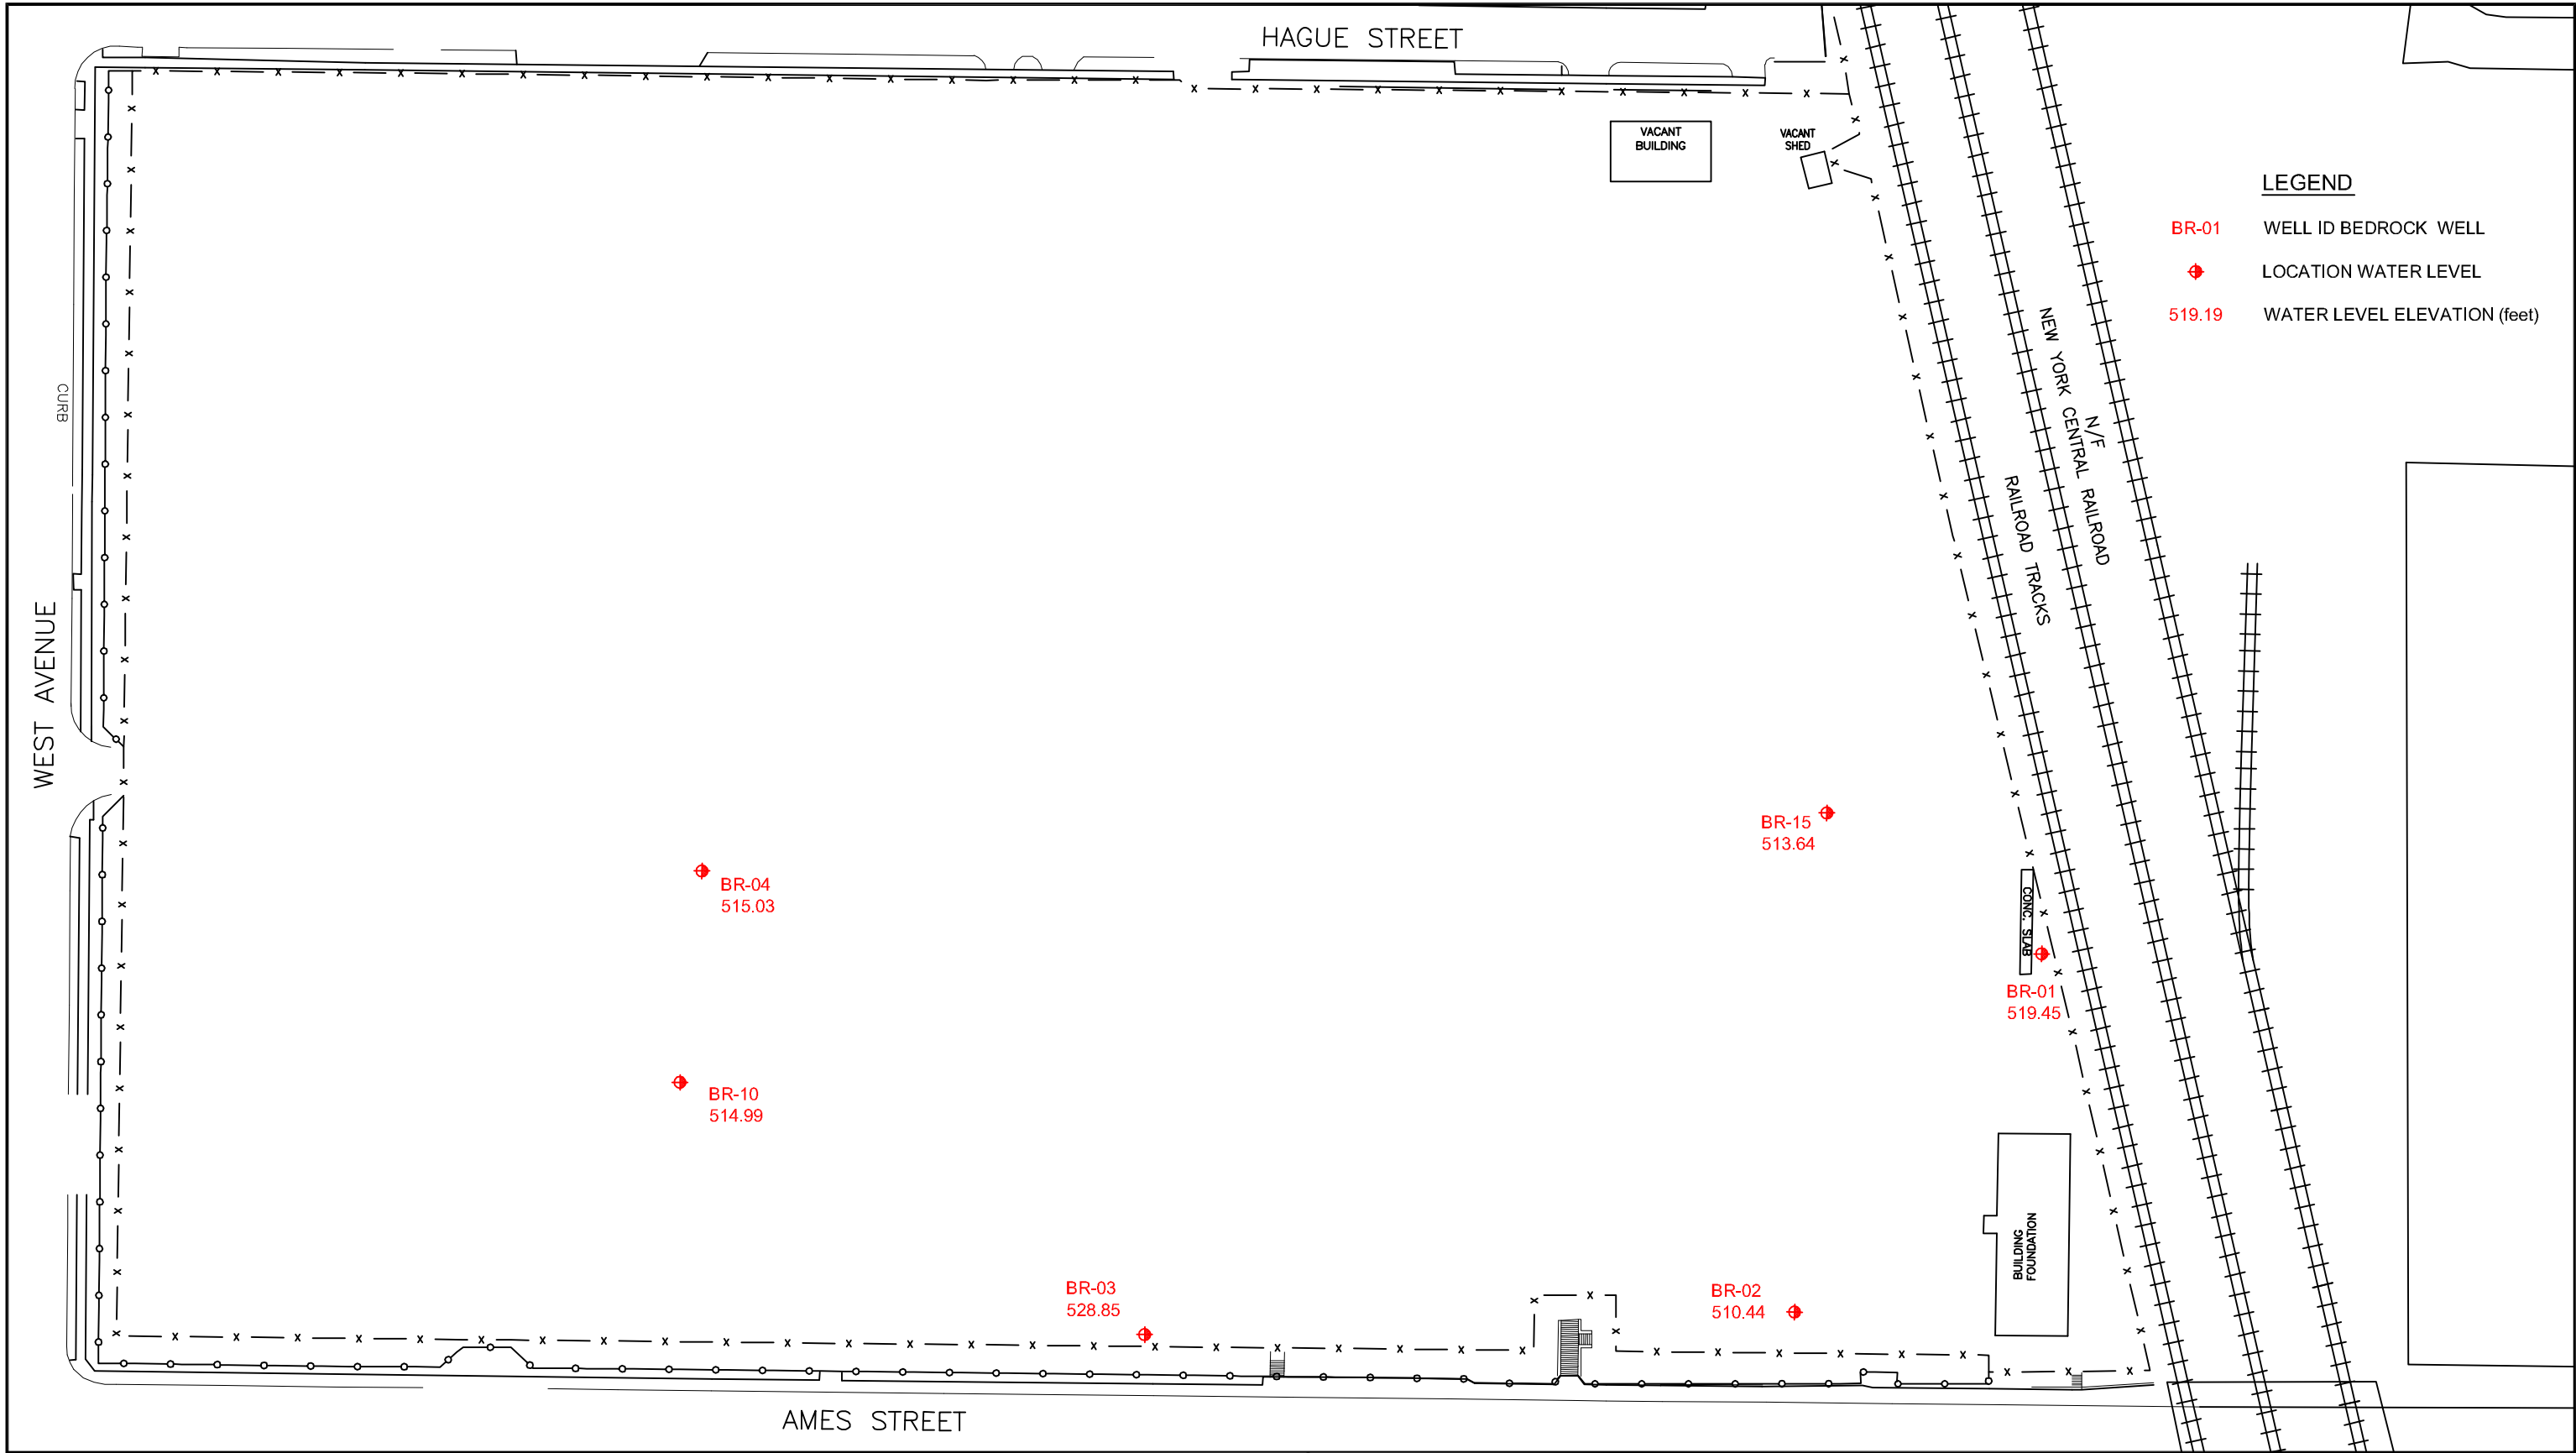 HAGUE STREET
VACANT
BUILDING
VACANT
SHED
LEGEND
BR-01 WELL ID BEDROCK WELL
LOCATION WATER LEVEL
519.19 WATER LEVEL ELEVATION (feet)
CURB
WEST AVENUE
N/F
NEW YORK CENTRAL RAILROAD
RAILROAD TRACKS
BR-15
513.64
BR-04
515.03
CONC. SLAB
BR-01
519.45
BR-10
514.99
BUILDING
FOUNDATION
BR-03
528.85
BR-02
510.44
AMES STREET